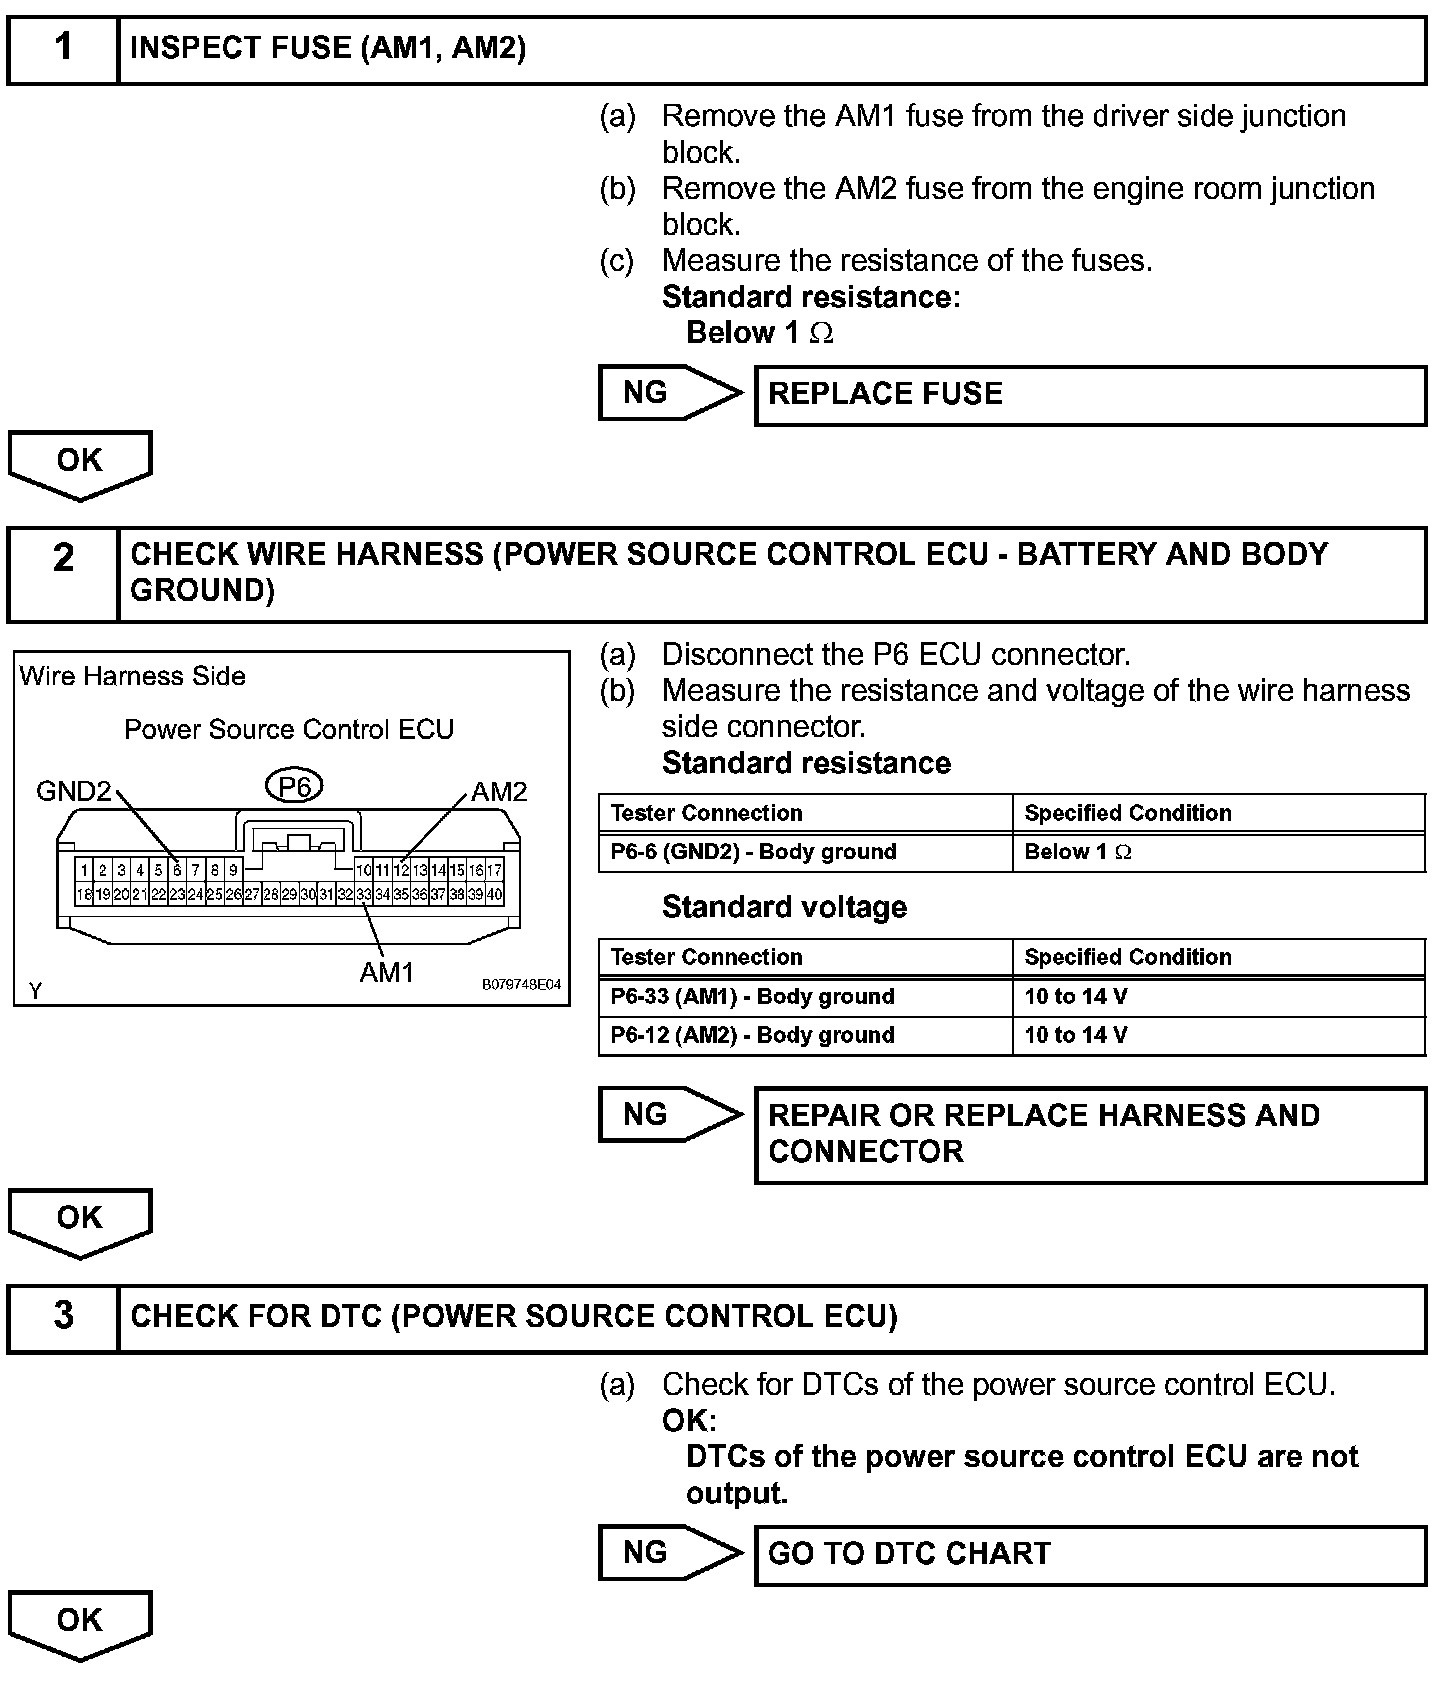 1
INSPECT FUSE (AM1, AM2)
(a) Remove the AM1 fuse from the driver side junction
block.
(b) Remove the AM2 fuse from the engine room junction
block.
(c) Measure the resistance of the fuses.
Standard resistance:
Below 1 Ω
NG
REPLACE FUSE
OK
2
CHECK WIRE HARNESS (POWER SOURCE CONTROL ECU - BATTERY AND BODY
GROUND)
Wire Harness Side
Power Source Control ECU
GND2
P6
AM2
1 2 3 4 5 6 7 8 9 10 11 12 13 14 15 16 17
18 19 20 21 22 23 24 25 26 27 28 29 30 31 32 33 34 35 36 37 38 39 40
AM1
Y
B079748E04
(a) Disconnect the P6 ECU connector.
(b) Measure the resistance and voltage of the wire harness
side connector.
Standard resistance
Tester Connection Specified Condition
P6-6 (GND2) - Body ground Below 1 Ω
Standard voltage
Tester Connection Specified Condition
P6-33 (AM1) - Body ground 10 to 14 V
P6-12 (AM2) - Body ground 10 to 14 V
NG
REPAIR OR REPLACE HARNESS AND
CONNECTOR
OK
3
CHECK FOR DTC (POWER SOURCE CONTROL ECU)
(a) Check for DTCs of the power source control ECU.
OK:
DTCs of the power source control ECU are not
output.
NG
GO TO DTC CHART
OK